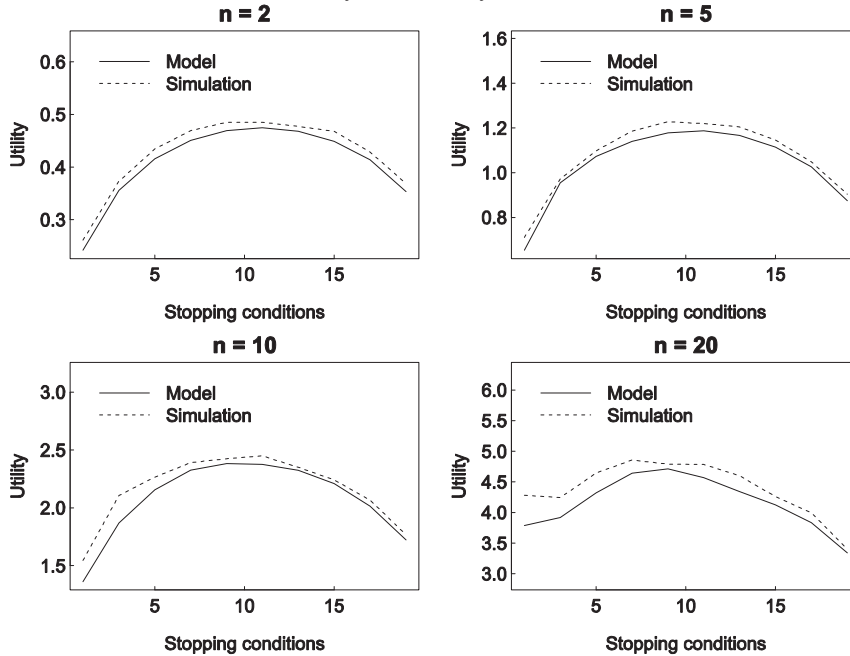 n = 2
0.6
0.5
0.4
0.3
Utility
Model
Simulation
5
10
15
Stopping conditions
n = 5
1.6
1.4
1.2
1.0
0.8
Utility
Model
Simulation
5
10
15
Stopping conditions
n = 10
3.0
2.5
2.0
1.5
Utility
Model
Simulation
5
10
15
Stopping conditions
n = 20
6.0
5.5
5.0
4.5
4.0
3.5
3.0
Utility
Model
Simulation
5
10
15
Stopping conditions